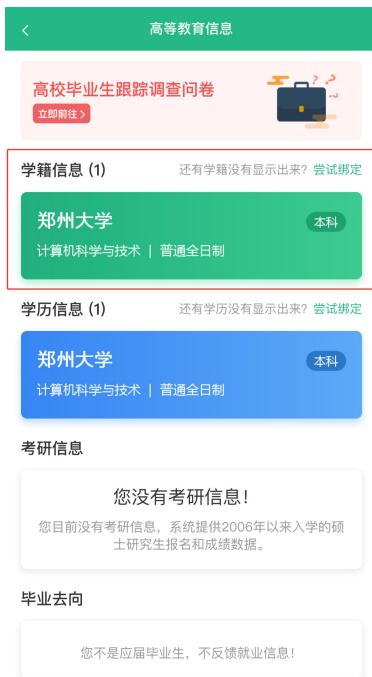 高等教育信息
高校毕业生跟踪调查问卷
立即前往>
学籍信息 (1) 还有学籍没有显示出来? 尝试绑定
郑州大学 本科
计算机科学与技术 | 普通全日制
学历信息 (1) 还有学历没有显示出来? 尝试绑定
郑州大学 本科
计算机科学与技术 | 普通全日制
考研信息
您没有考研信息!
您目前没有考研信息，系统提供2006年以来入学的硕
士研究生报名和成绩数据。
毕业去向
您不是应届毕业生，不反馈就业信息!